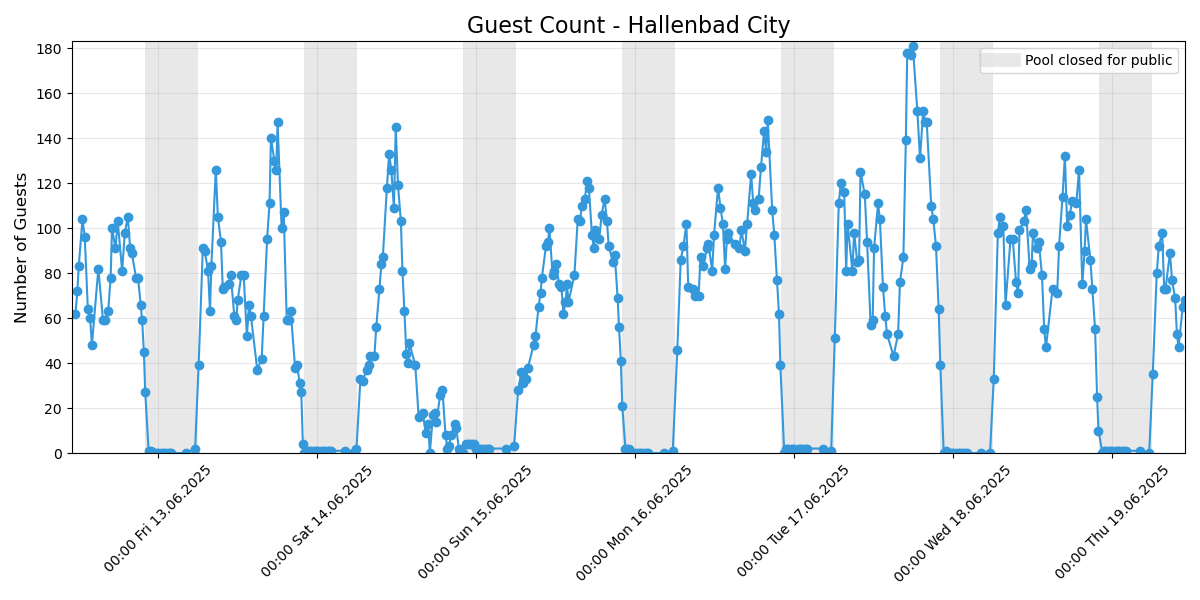 Guest Count - Hallenbad City
Pool closed for public
Number of Guests
180
160
140
120
100
80
60
40
20
0
00:00 Fri 13.06.2025
00:00 Sat 14.06.2025
00:00 Sun 15.06.2025
00:00 Mon 16.06.2025
00:00 Tue 17.06.2025
00:00 Wed 18.06.2025
00:00 Thu 19.06.2025